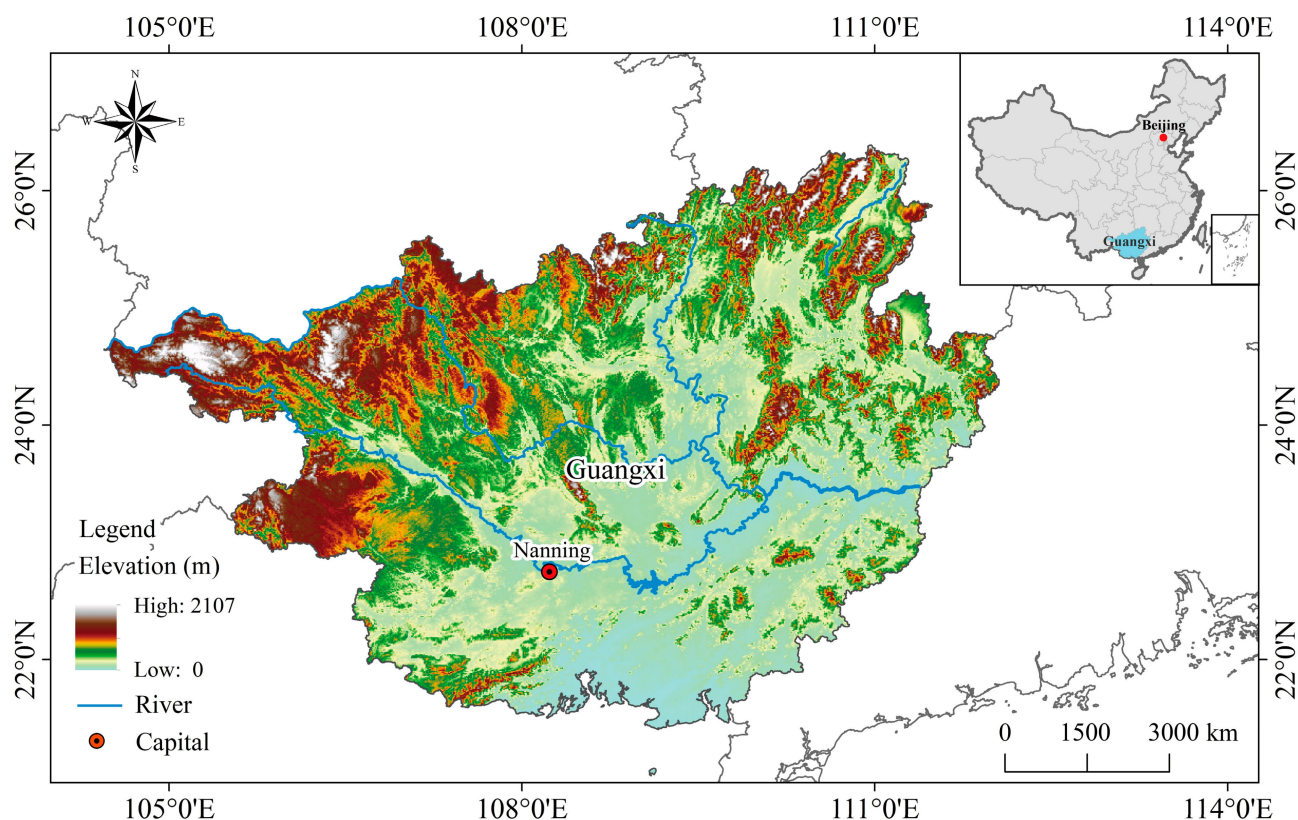 105°0'E
108°0'E
111°0'E
114°0'E
N
W
E
S
26°0'N
24°0'N
22°0'N
26°0'N
24°0'N
22°0'N
Beijing
Guangxi
Guangxi
Nanning
Legend
Elevation (m)
High: 2107
Low: 0
River
Capital
0 1500 3000 km
105°0'E
108°0'E
111°0'E
114°0'E